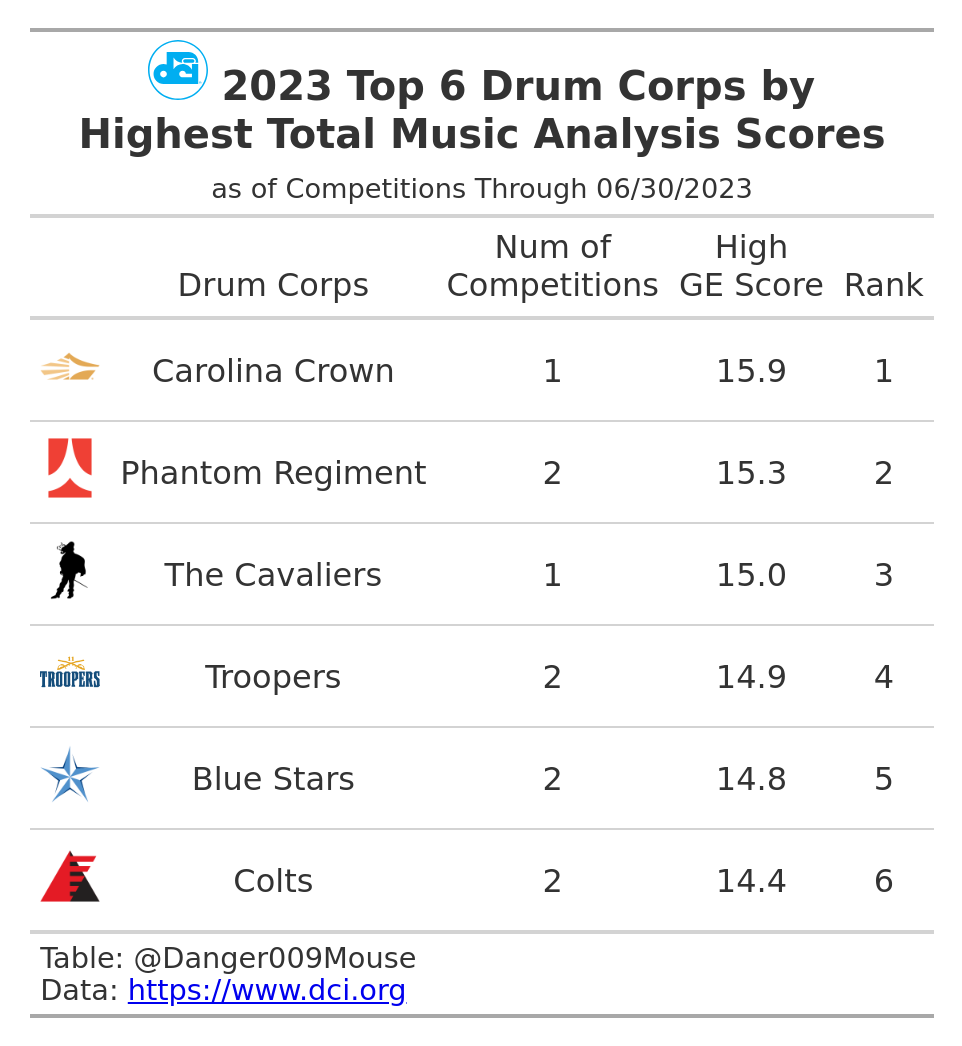 2023 Top 6 Drum Corps by
Highest Total Music Analysis Scores
as of Competitions Through 06/30/2023
Drum Corps Num of Competitions High GE Score Rank
Carolina Crown 1 15.9 1
Phantom Regiment 2 15.3 2
The Cavaliers 1 15.0 3
TROOPERS Troopers 2 14.9 4
Blue Stars 2 14.8 5
Colts 2 14.4 6
Table: @Danger009Mouse
Data: https://www.dci.org